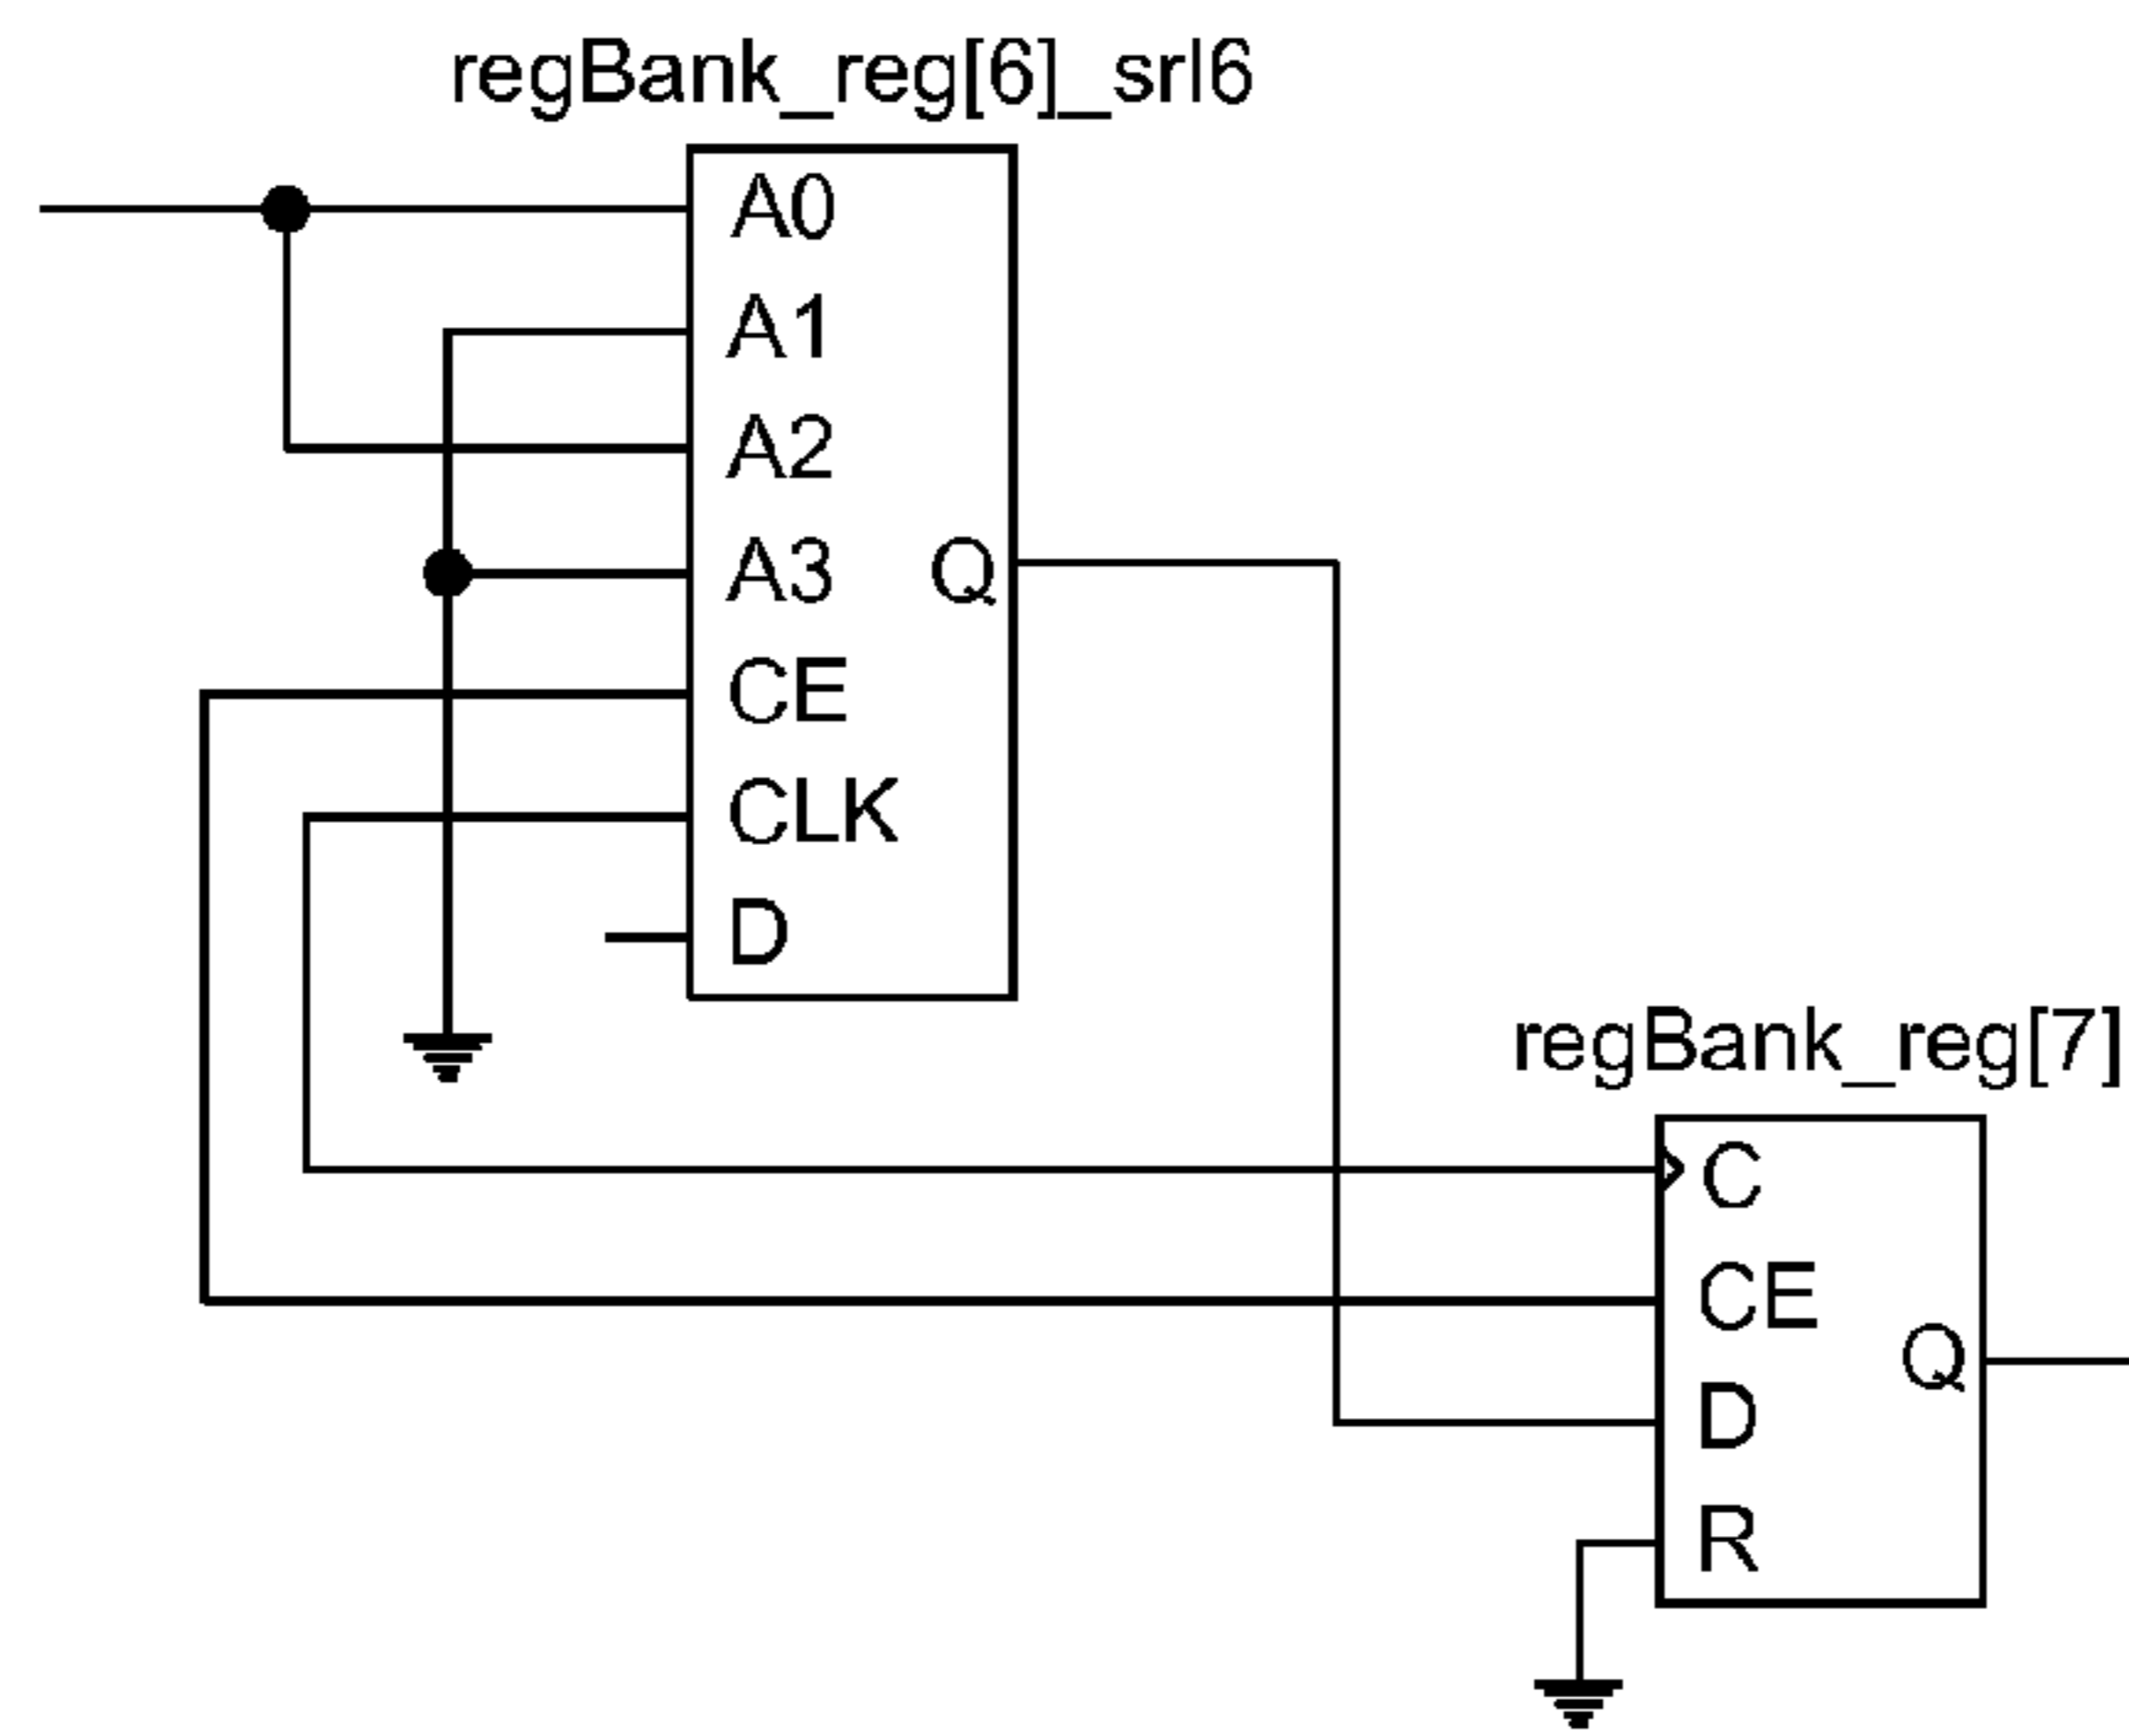 regBank_reg[6]_srl6
A0
A1
A2
A3
Q
CE
CLK
D
regBank_reg[7]
C
CE
Q
D
R